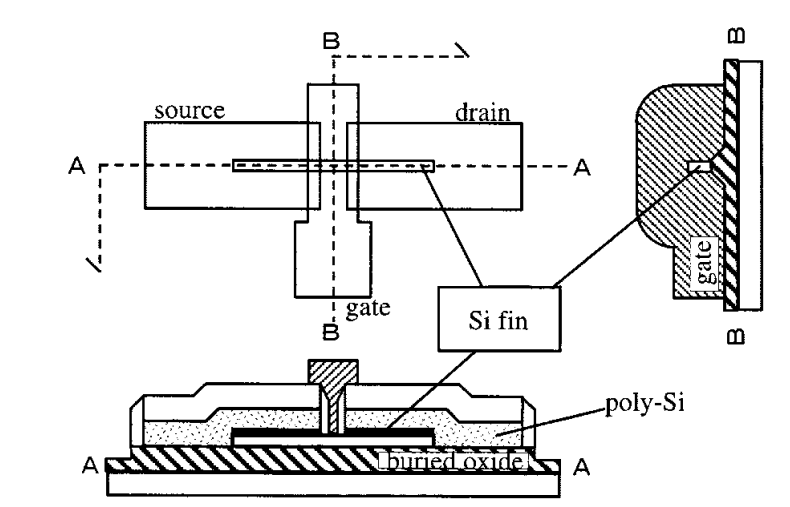 B
B
source
drain
A
A
gate
gate
B
Si fin
B
poly-Si
A
buried oxide
A